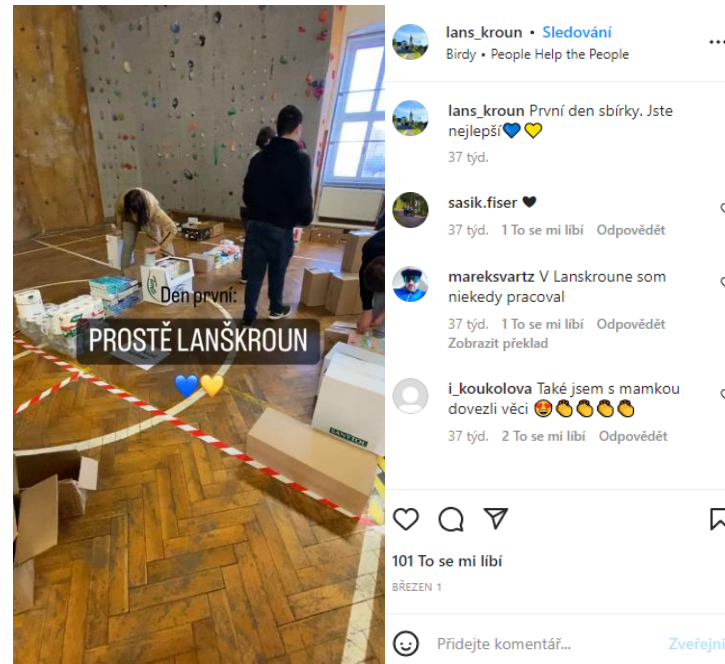 Den první:
PROSTĚ LANŠKROUN
💙💛
SANYTOL
lans_kroun • Sledování
Birdy • People Help the People
lans_kroun První den sbírky. Jste
nejlepší💙💛
37 týd.
sasik.fiser 🖤
37 týd. 1 To se mi líbí Odpovědět
mareksvartz V Lanskroune som
niekedy pracoval
37 týd. 1 To se mi líbí Odpovědět
Zobrazit překlad
i_koukolova Také jsem s mamkou
dovezli věci 😍👏👏👏👏
37 týd. 2 To se mi líbí Odpovědět
101 To se mi líbí
BŘEZEN 1
Přidejte komentář...
Zveřejni